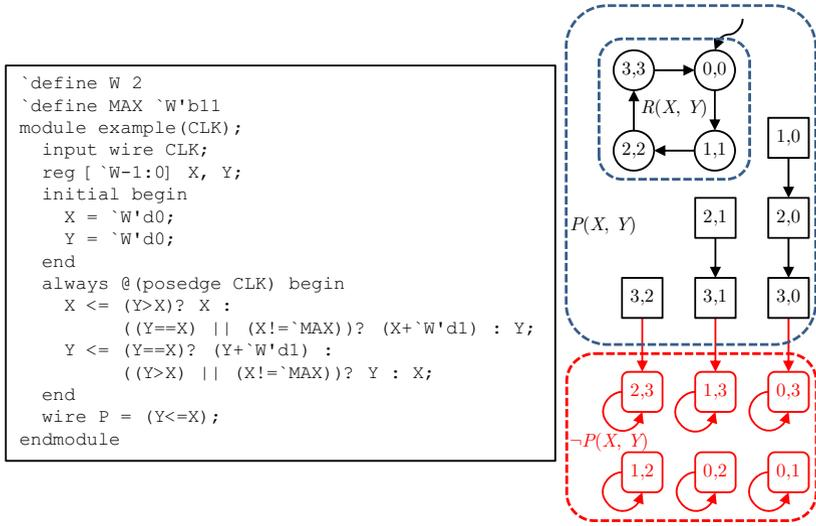 `define W 2
`define MAX `W'b11
module example(CLK);
input wire CLK;
reg [`W-1:0] X, Y;
initial begin
X = `W'd0;
Y = `W'd0;
end
always @(posedge CLK) begin
X <= (Y>X)? X :
((Y==X) || (X!=`MAX))? (X+`W'd1) : Y;
Y <= (Y==X)? (Y+`W'd1) :
((Y>X) || (X!=`MAX))? Y : X;
end
wire P = (Y<=X);
endmodule
3,3 0,0
R(X, Y)
2,2 1,1
1,0
P(X, Y)
2,1 2,0
3,2 3,1 3,0
2,3 1,3 0,3
¬P(X, Y)
1,2 0,2 0,1